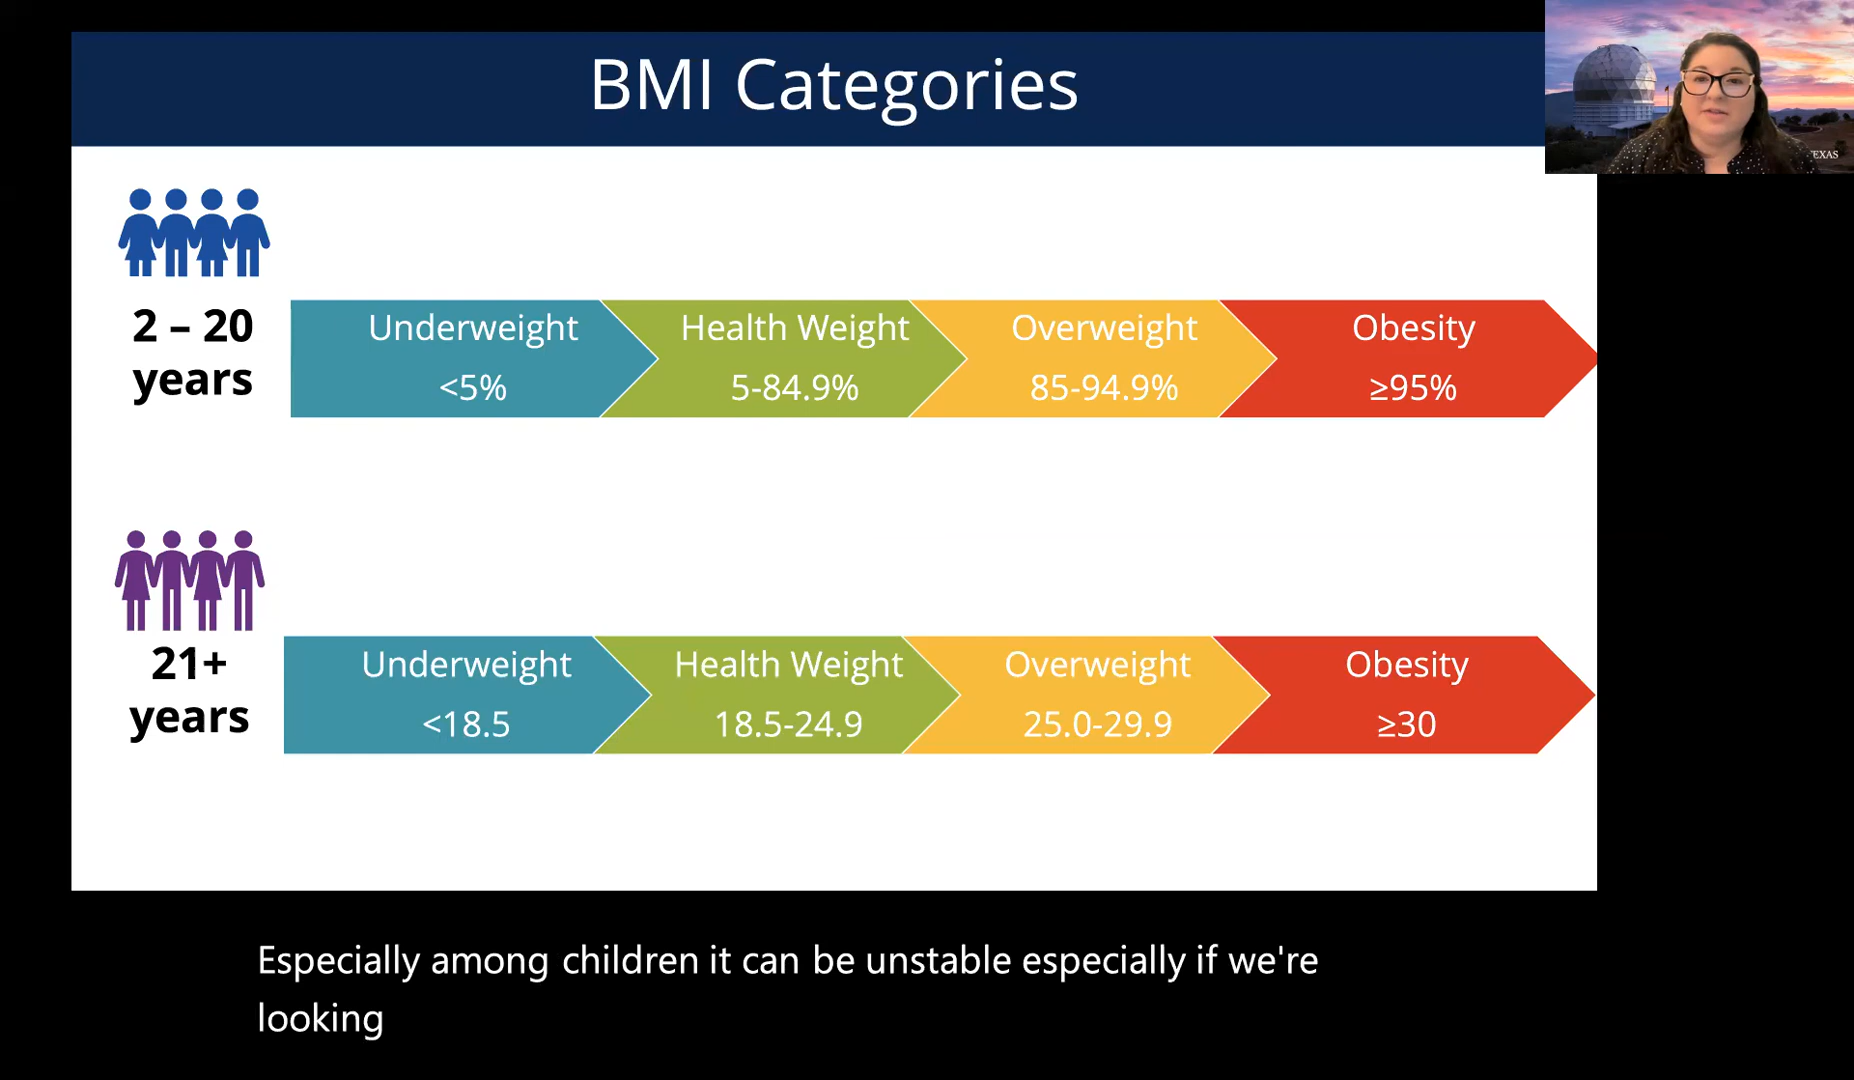 BMI Categories
EXAS
2 – 20
years
Underweight
<5%
Health Weight
5-84.9%
Overweight
85-94.9%
Obesity
≥95%
21+
years
Underweight
<18.5
Health Weight
18.5-24.9
Overweight
25.0-29.9
Obesity
≥30
Especially among children it can be unstable especially if we're
looking